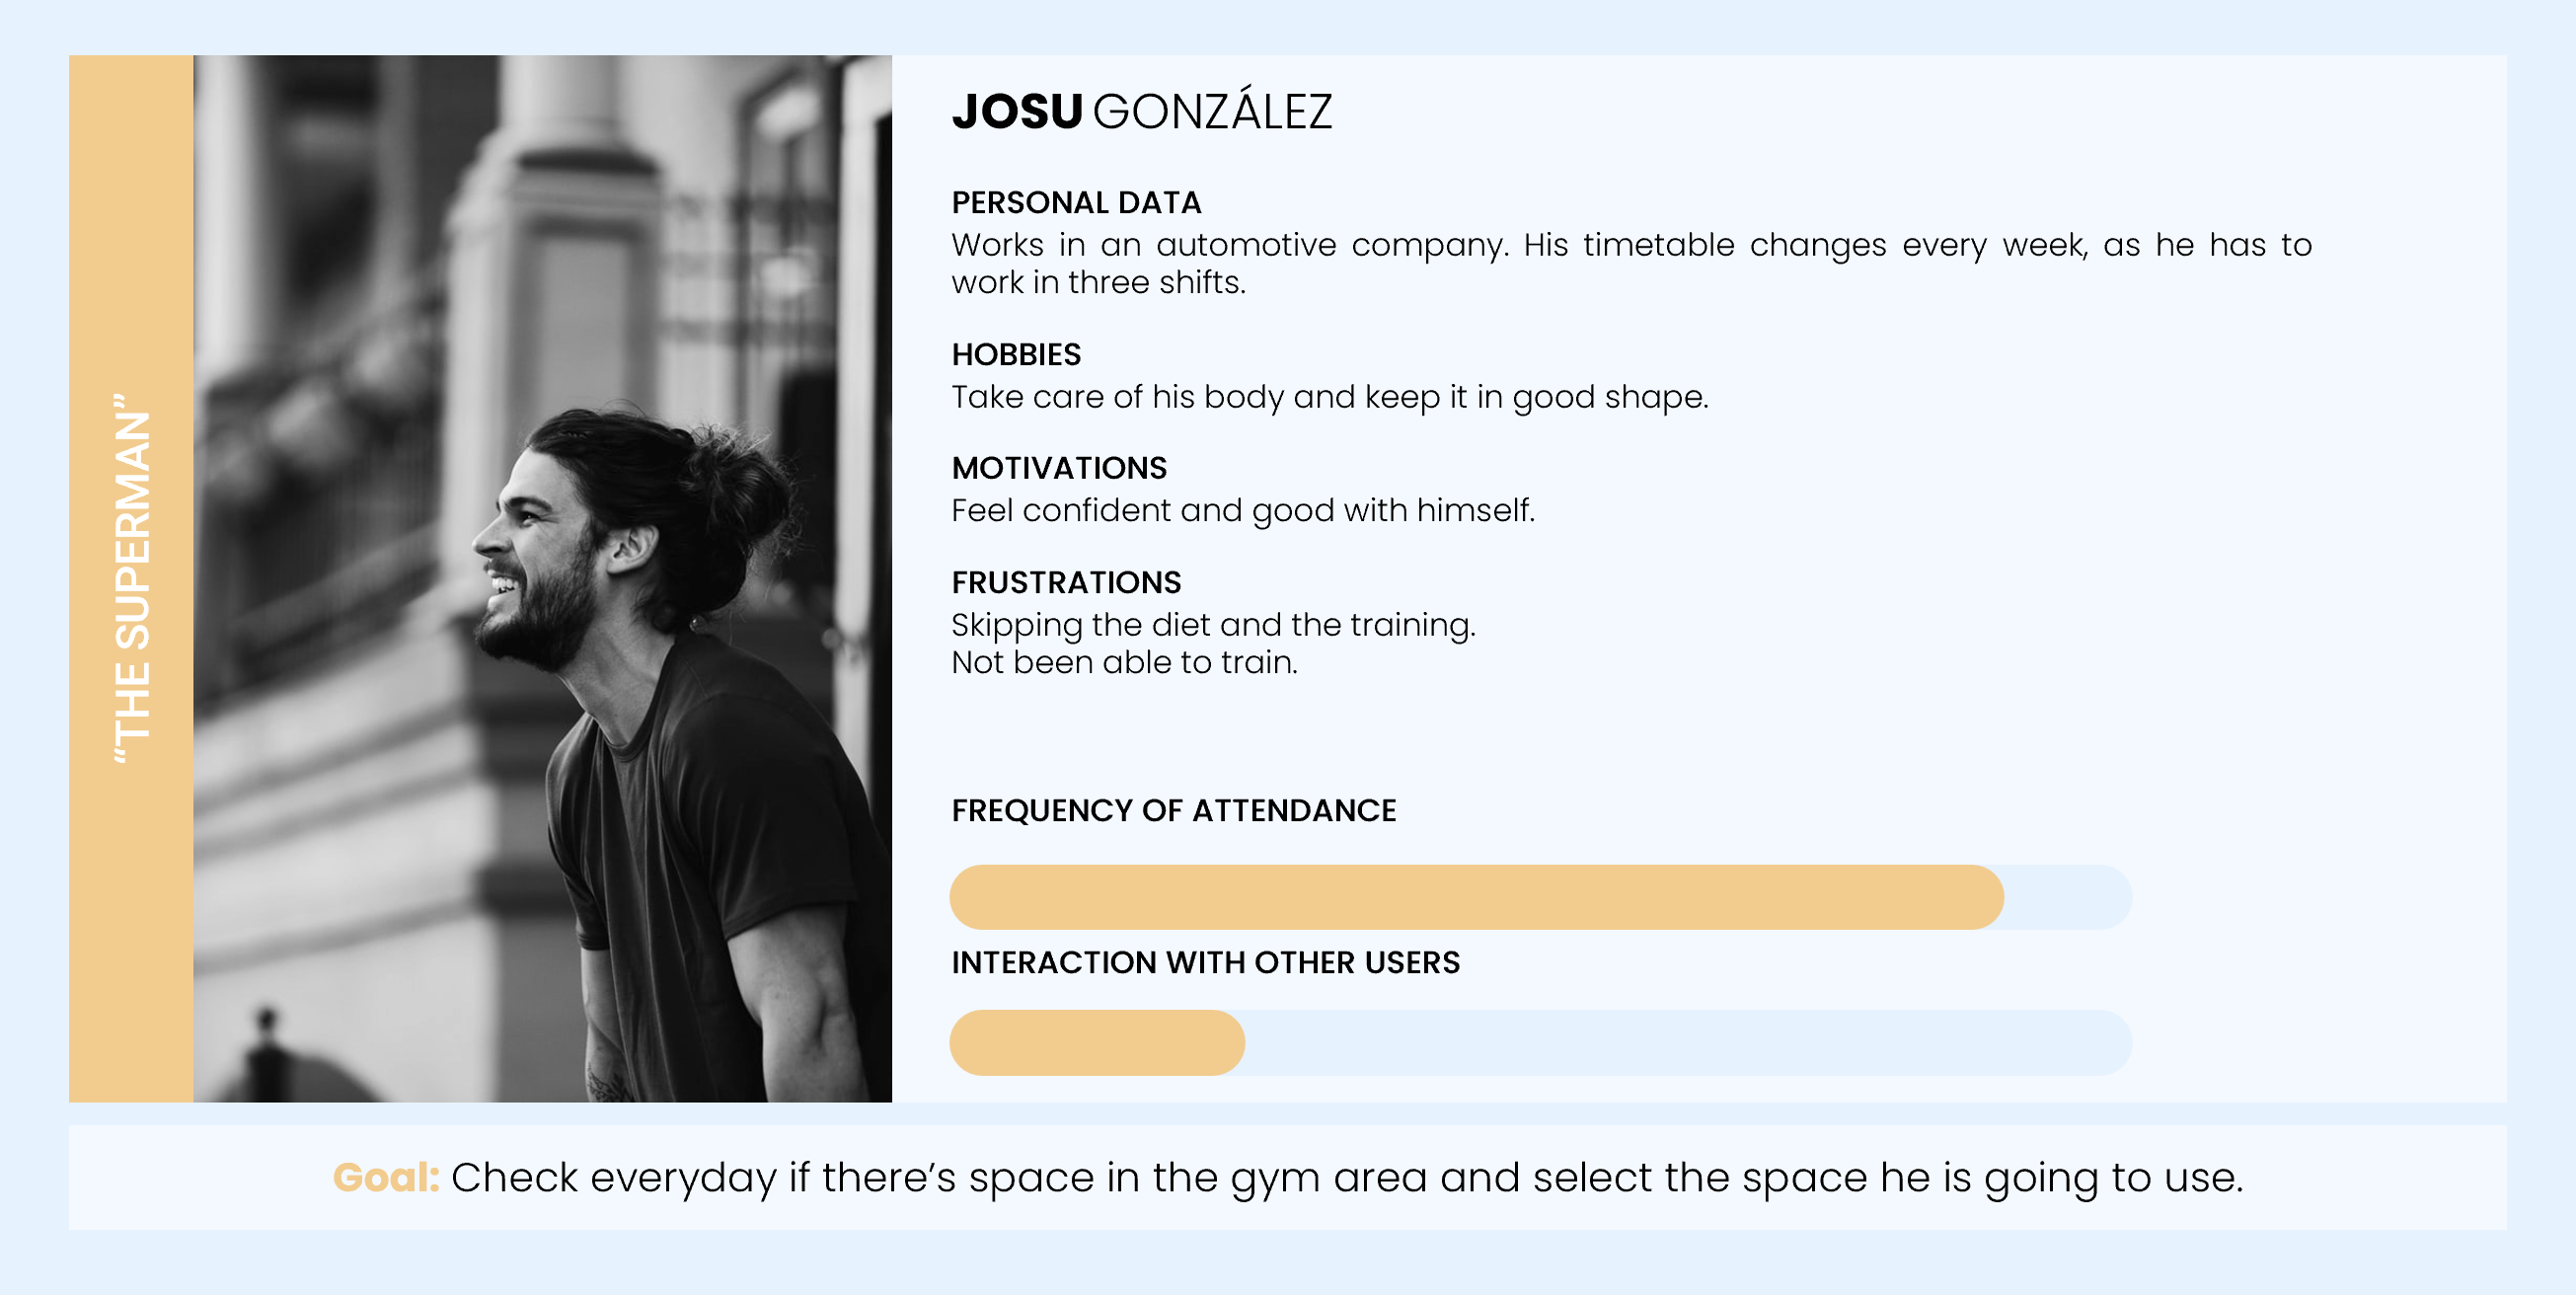 “THE SUPERMAN”
JOSU GONZÁLEZ
PERSONAL DATA
Works in an automotive company. His timetable changes every week, as he has to
work in three shifts.
HOBBIES
Take care of his body and keep it in good shape.
MOTIVATIONS
Feel confident and good with himself.
FRUSTRATIONS
Skipping the diet and the training.
Not been able to train.
FREQUENCY OF ATTENDANCE
INTERACTION WITH OTHER USERS
Goal: Check everyday if there’s space in the gym area and select the space he is going to use.